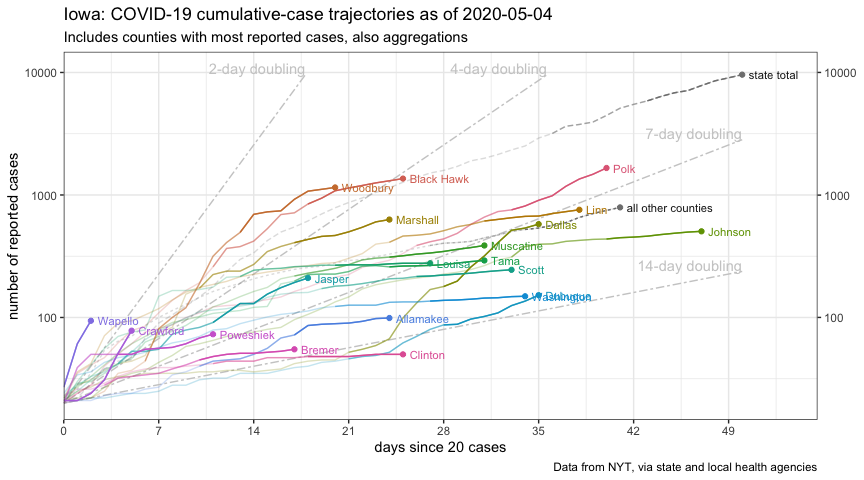 Iowa: COVID-19 cumulative-case trajectories as of 2020-05-04
Includes counties with most reported cases, also aggregations
2-day doubling
4-day doubling
10000
10000
state total
7-day doubling
Polk
Black Hawk
Woodbury
1000
1000
Linn
all other counties
Marshall
Dallas
Johnson
Muscatine
Tama
Louisa
Scott
14-day doubling
Jasper
Dubuque
Washington
Allamakee
100
100
Wapello
Crawford
Poweshiek
Bremer
Clinton
number of reported cases
0
7
14
21
28
35
42
49
days since 20 cases
Data from NYT, via state and local health agencies